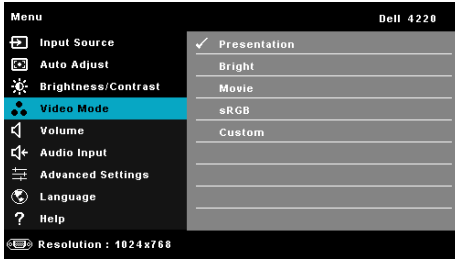 Menu Dell 4220
Input Source
Auto Adjust
Brightness/Contrast
Video Mode
Volume
Audio Input
Advanced Settings
Language
? Help
✓ Presentation
Bright
Movie
sRGB
Custom
Resolution : 1024x768